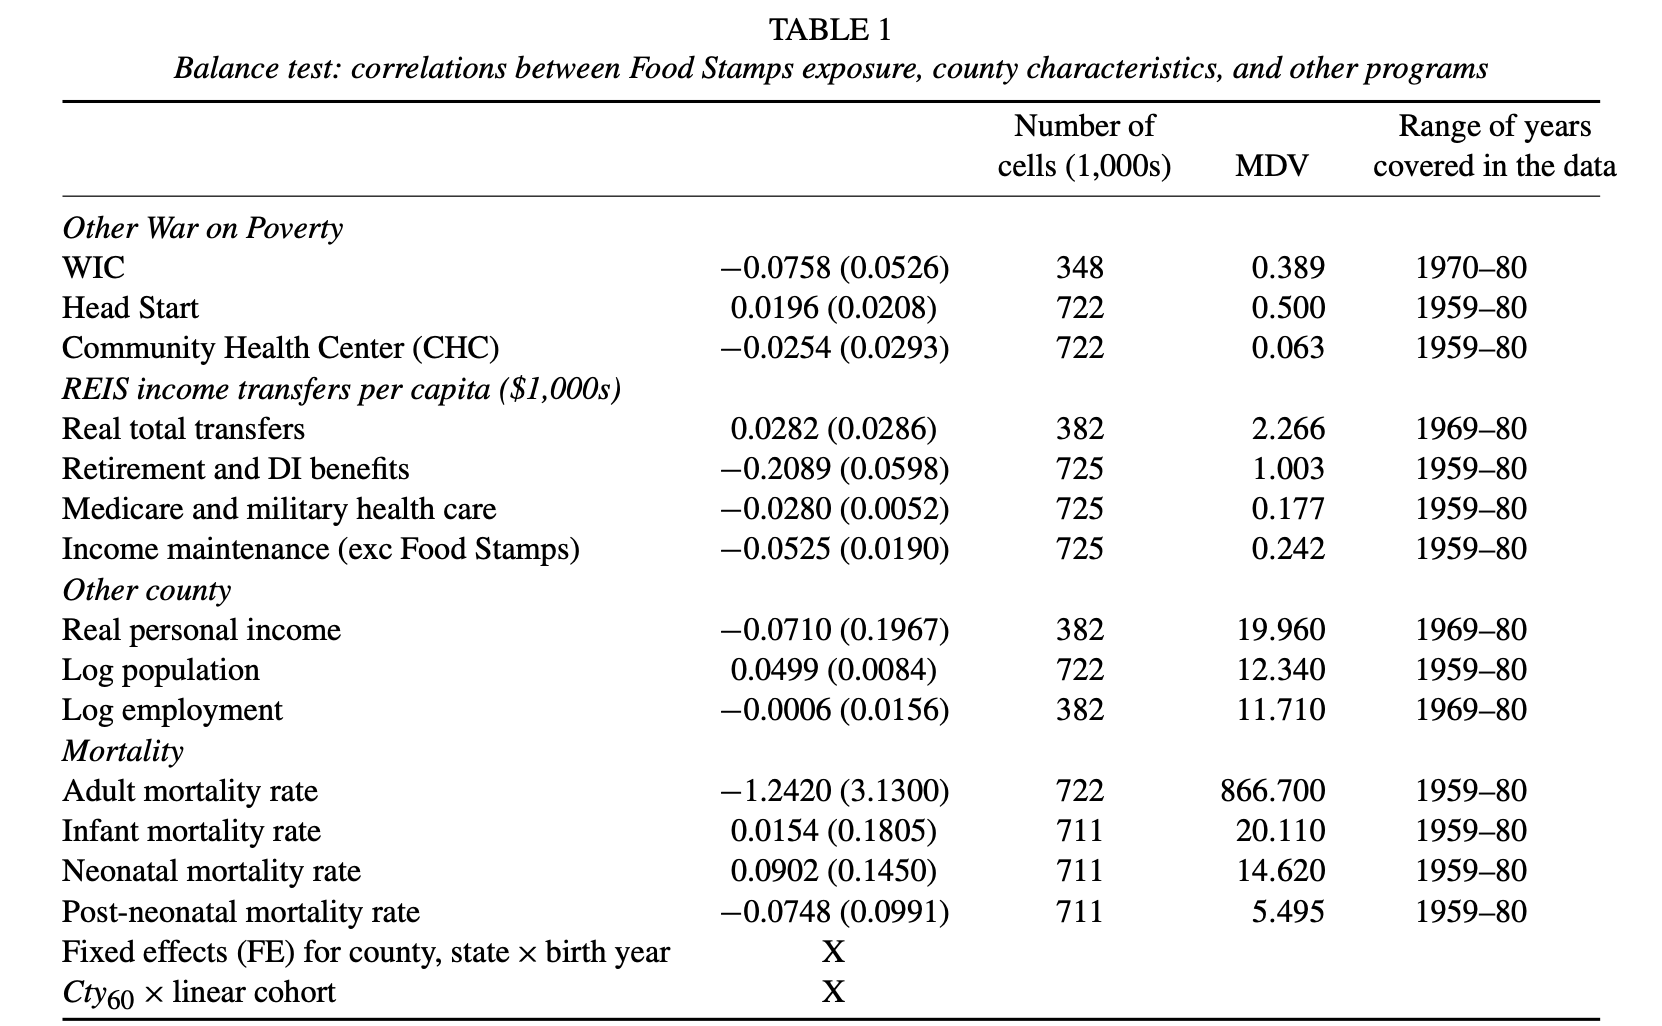 TABLE 1
Balance test: correlations between Food Stamps exposure, county characteristics, and other programs
Number of cells (1,000s) MDV Range of years covered in the data
Other War on Poverty
WIC −0.0758 (0.0526) 348 0.389 1970–80
Head Start 0.0196 (0.0208) 722 0.500 1959–80
Community Health Center (CHC) −0.0254 (0.0293) 722 0.063 1959–80
REIS income transfers per capita ($1,000s)
Real total transfers 0.0282 (0.0286) 382 2.266 1969–80
Retirement and DI benefits −0.2089 (0.0598) 725 1.003 1959–80
Medicare and military health care −0.0280 (0.0052) 725 0.177 1959–80
Income maintenance (exc Food Stamps) −0.0525 (0.0190) 725 0.242 1959–80
Other county
Real personal income −0.0710 (0.1967) 382 19.960 1969–80
Log population 0.0499 (0.0084) 722 12.340 1959–80
Log employment −0.0006 (0.0156) 382 11.710 1969–80
Mortality
Adult mortality rate −1.2420 (3.1300) 722 866.700 1959–80
Infant mortality rate 0.0154 (0.1805) 711 20.110 1959–80
Neonatal mortality rate 0.0902 (0.1450) 711 14.620 1959–80
Post-neonatal mortality rate −0.0748 (0.0991) 711 5.495 1959–80
Fixed effects (FE) for county, state × birth year X
Cty60 × linear cohort X